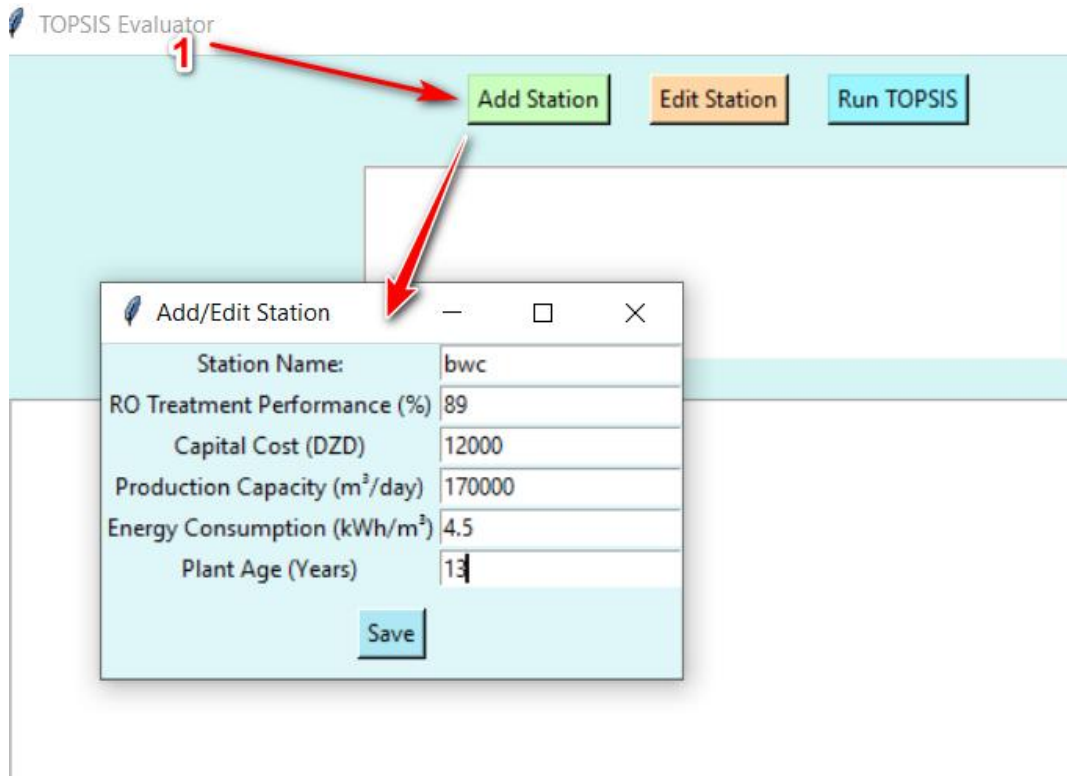 TOPSIS Evaluator
1
Add Station
Edit Station
Run TOPSIS
Add/Edit Station
Station Name: bwc
RO Treatment Performance (%) 89
Capital Cost (DZD) 12000
Production Capacity (m³/day) 170000
Energy Consumption (kWh/m³) 4.5
Plant Age (Years) 13
Save